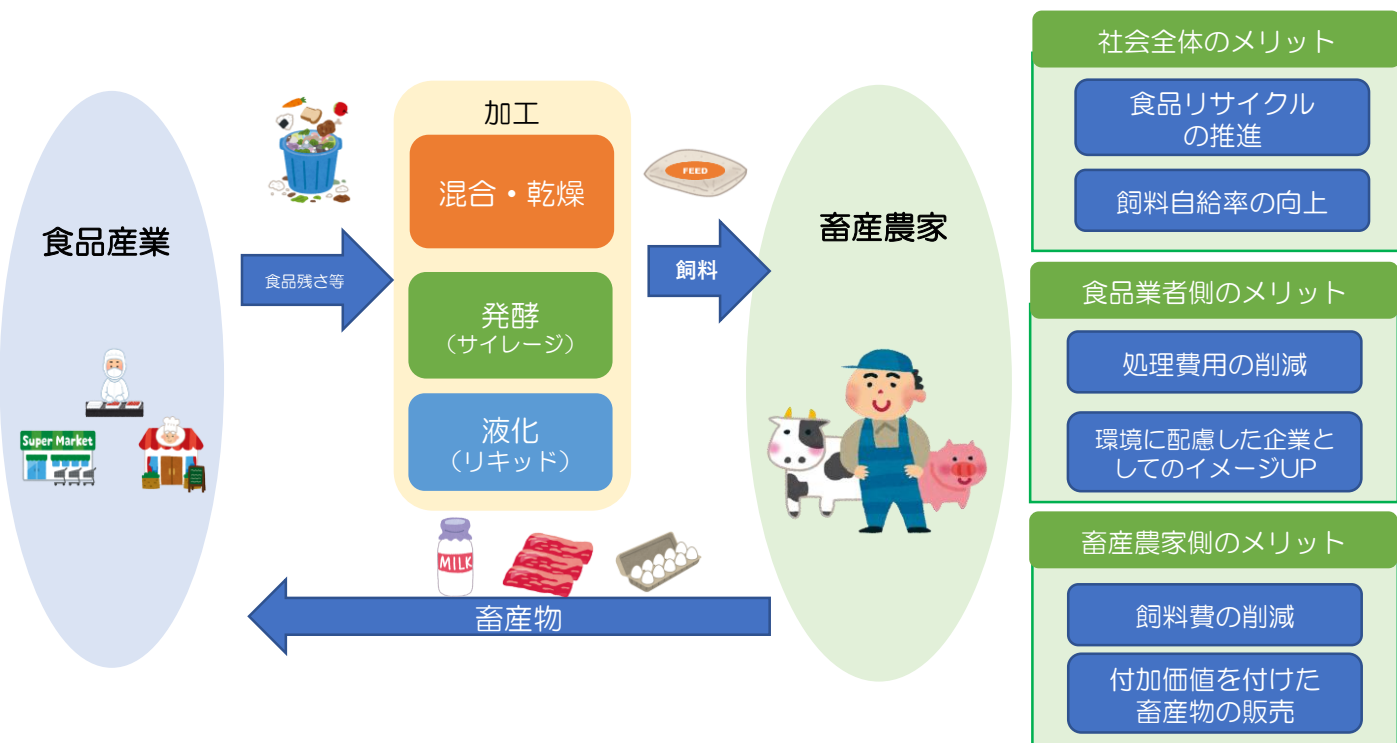 食品産業
Super Market
食品残さ等
加工
混合・乾燥
発酵
（サイレージ）
液化
（リキッド）
FEED
飼料
畜産農家
MILK
畜産物
社会全体のメリット
食品リサイクル
の推進
飼料自給率の向上
食品業者側のメリット
処理費用の削減
環境に配慮した企業と
してのイメージUP
畜産農家側のメリット
飼料費の削減
付加価値を付けた
畜産物の販売